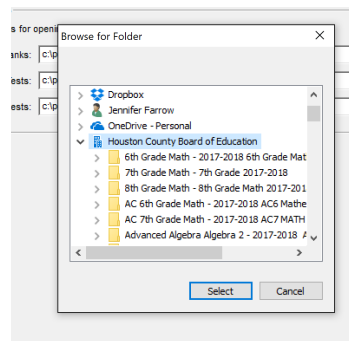 s for openi
Browse for Folder
anks: c:\p
ests: c:\p
ests: c:\p
Dropbox
Jennifer Farrow
OneDrive - Personal
Houston County Board of Education
6th Grade Math - 2017-2018 6th Grade Mat
7th Grade Math - 7th Grade 2017-2018
8th Grade Math - 8th Grade Math 2017-201
AC 6th Grade Math - 2017-2018 AC6 Mathe
AC 7th Grade Math - 2017-2018 AC7 MATH
Advanced Algebra Algebra 2 - 2017-2018 A
Select Cancel